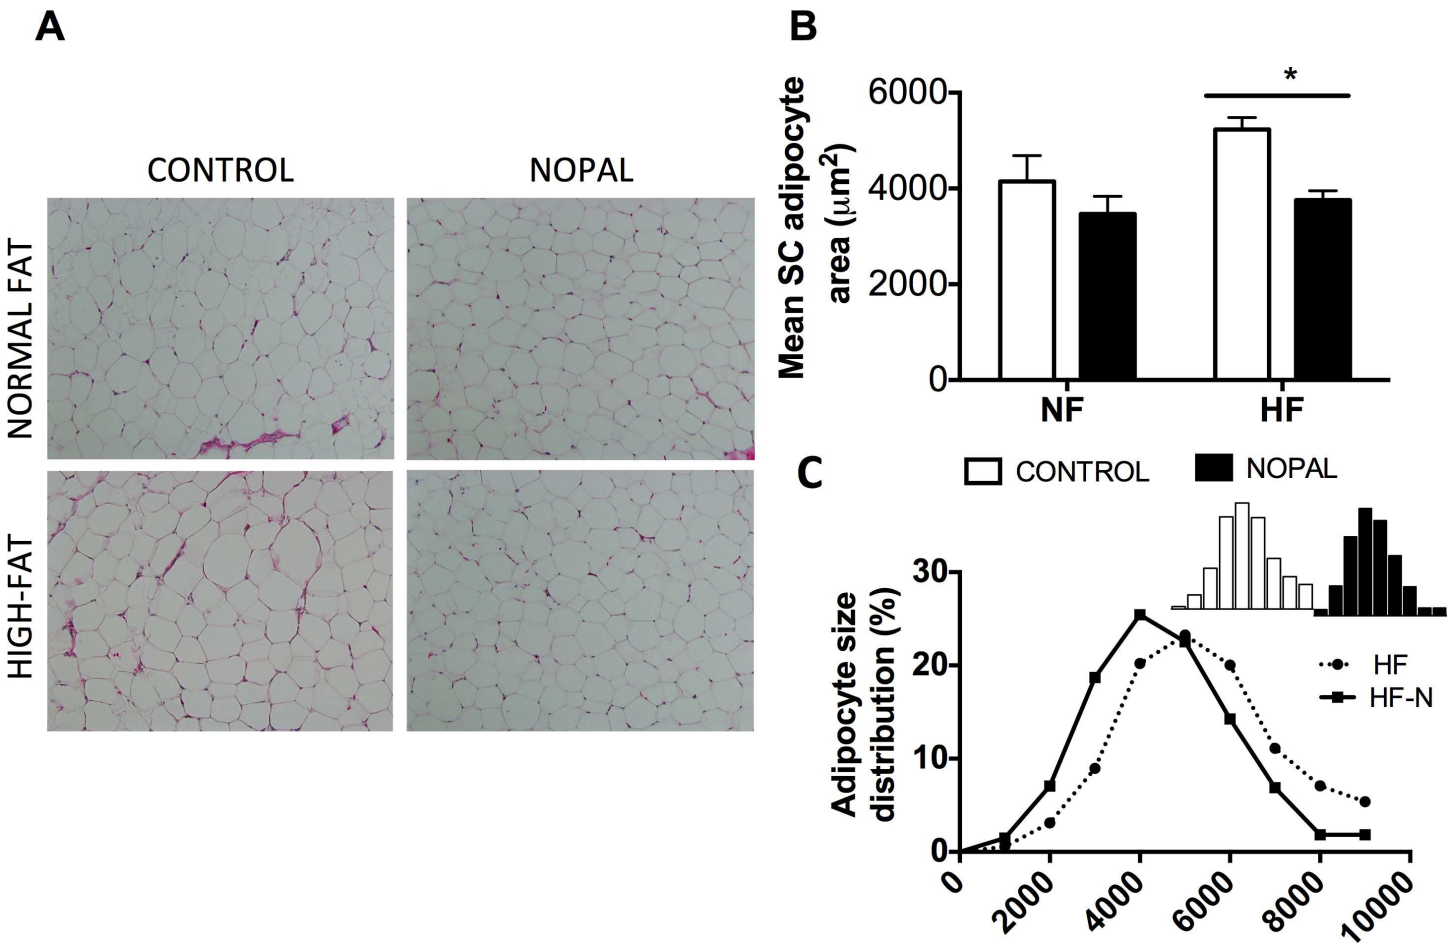 A
CONTROL
NOPAL
NORMAL FAT
HIGH-FAT
B
Mean SC adipocyte
area (μm²)
6000
4000
2000
0
*
NF
HF
CONTROL
NOPAL
C
Adipocyte size
distribution (%)
30
20
10
0
HF
HF-N
0
2000
4000
6000
8000
10000